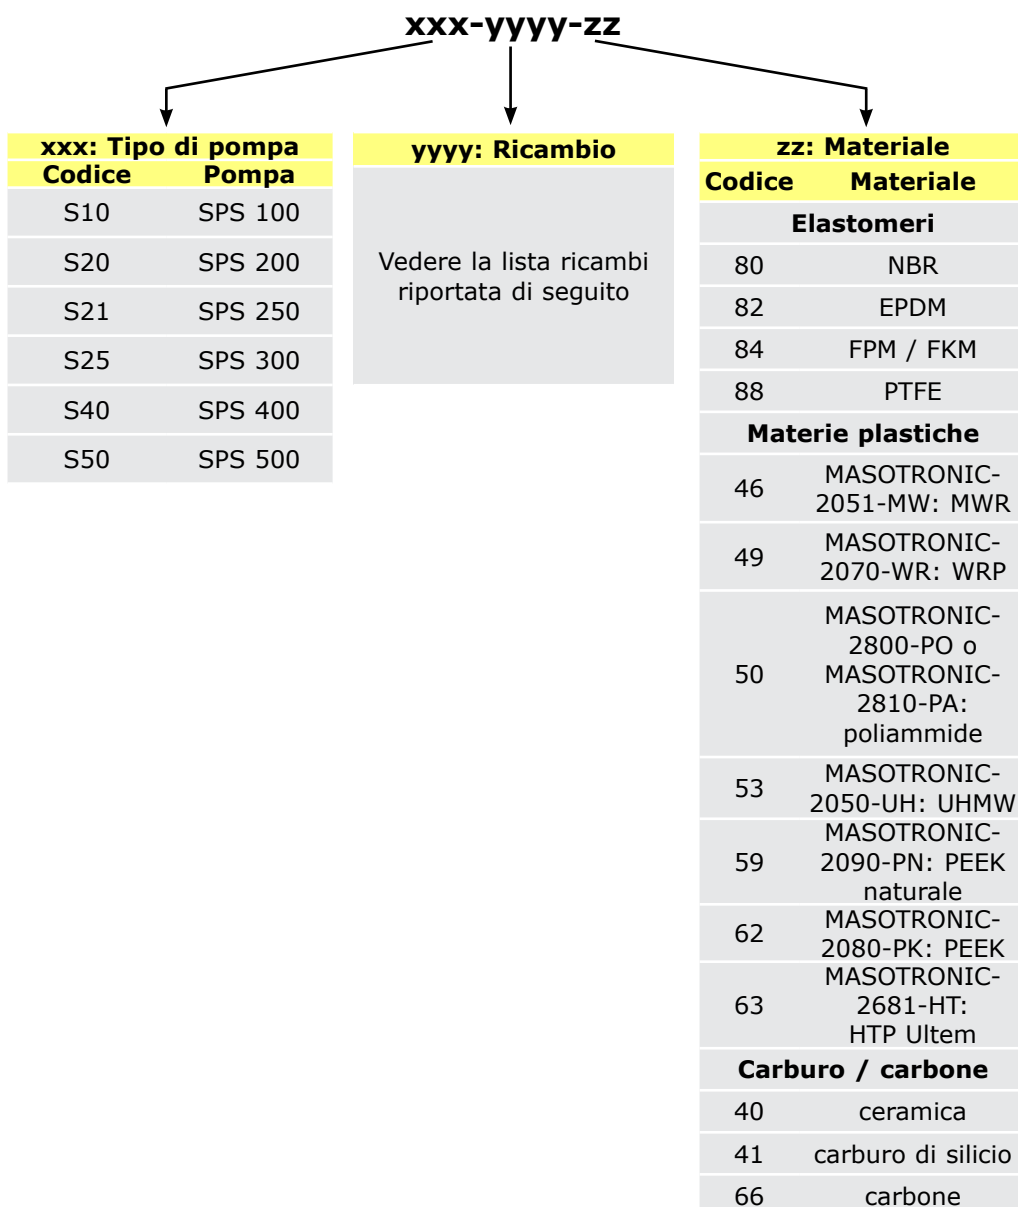 xxx-yyyy-zz
xxx: Tipo di pompa
Codice Pompa
S10 SPS 100
S20 SPS 200
S21 SPS 250
S25 SPS 300
S40 SPS 400
S50 SPS 500
yyyy: Ricambio
Vedere la lista ricambi
riportata di seguito
zz: Materiale
Codice Materiale
Elastomeri
80 NBR
82 EPDM
84 FPM / FKM
88 PTFE
Materie plastiche
46 MASOTRONIC-
2051-MW: MWR
49 MASOTRONIC-
2070-WR: WRP
50 MASOTRONIC-
2800-PO o
MASOTRONIC-
2810-PA:
poliammide
53 MASOTRONIC-
2050-UH: UHMW
59 MASOTRONIC-
2090-PN: PEEK
naturale
62 MASOTRONIC-
2080-PK: PEEK
63 MASOTRONIC-
2681-HT:
HTP Ultem
Carburo / carbone
40 ceramica
41 carburo di silicio
66 carbone